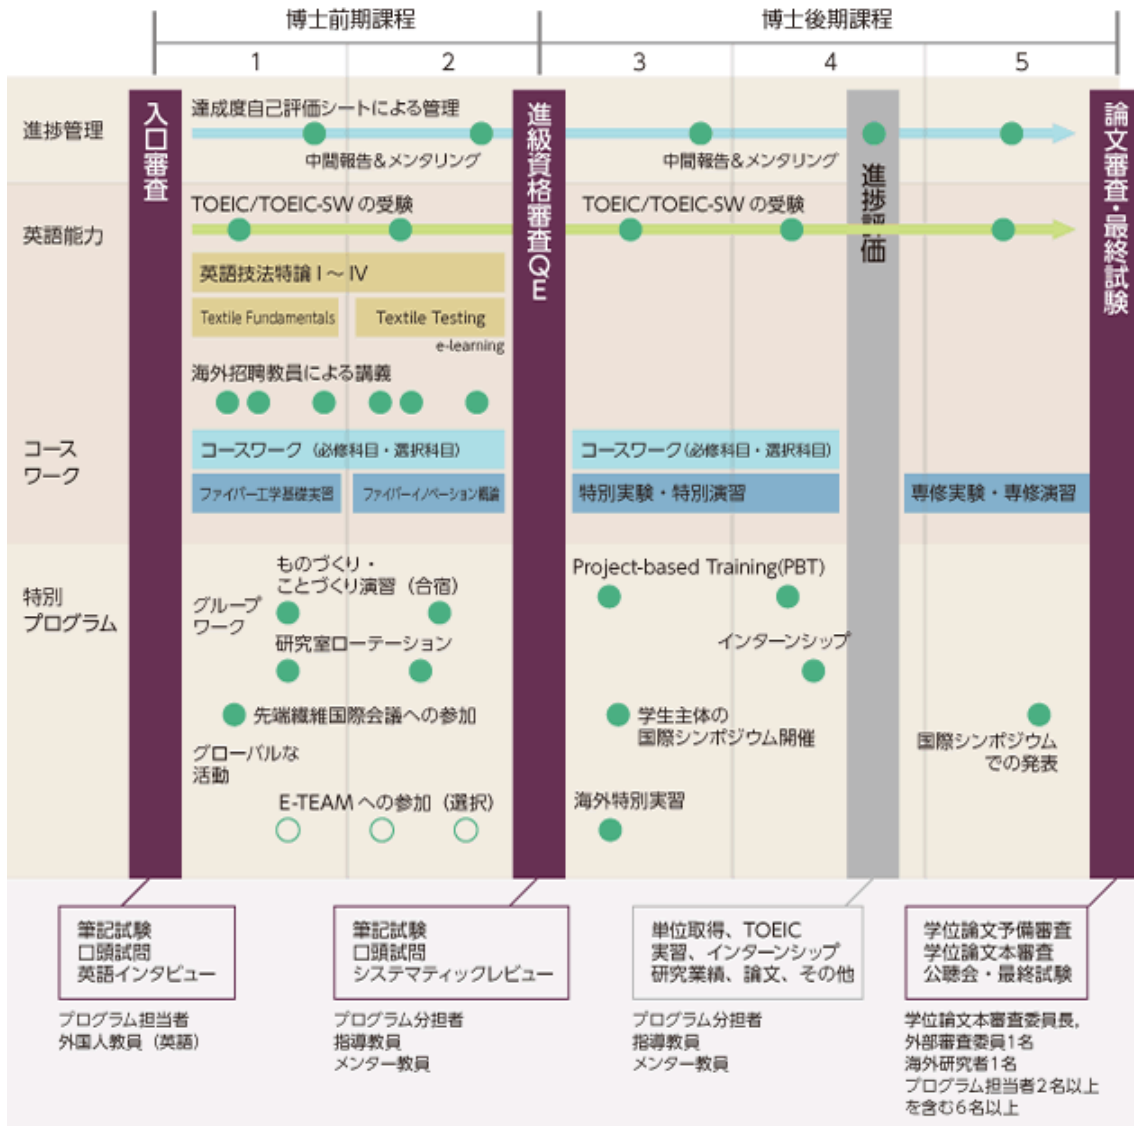 博士前期課程
博士後期課程
1
2
3
4
5
入口審査
進級資格審査QE
進捗評価
論文審査・最終試験
進捗管理
達成度自己評価シートによる管理
中間報告&メンタリング
中間報告&メンタリング
英語能力
TOEIC/TOEIC-SW の受験
TOEIC/TOEIC-SW の受験
英語技法特論 I ～ IV
Textile Fundamentals
Textile Testing
e-learning
海外招聘教員による講義
コース
ワーク
コースワーク（必修科目・選択科目）
コースワーク(必修科目・選択科目)
ファイバー工学基礎実習
ファイバーイノベーション概論
特別実験・特別演習
専修実験・専修演習
特別
プログラム
グループ
ワーク
ものづくり・
ことづくり演習（合宿）
研究室ローテーション
Project-based Training(PBT)
インターンシップ
先端繊維国際会議への参加
学生主体の
国際シンポジウム開催
国際シンポジウム
での発表
グローバルな
活動
E-TEAM への参加（選択）
海外特別実習
筆記試験
口頭試問
英語インタビュー
プログラム担当者
外国人教員（英語）
筆記試験
口頭試問
システマティックレビュー
プログラム分担者
指導教員
メンター教員
単位取得、TOEIC
実習、インターンシップ
研究業績、論文、その他
プログラム分担者
指導教員
メンター教員
学位論文予備審査
学位論文本審査
公聴会・最終試験
学位論文本審査委員長,
外部審査委員1名
海外研究者1名
プログラム担当者2名以上
を含む6名以上